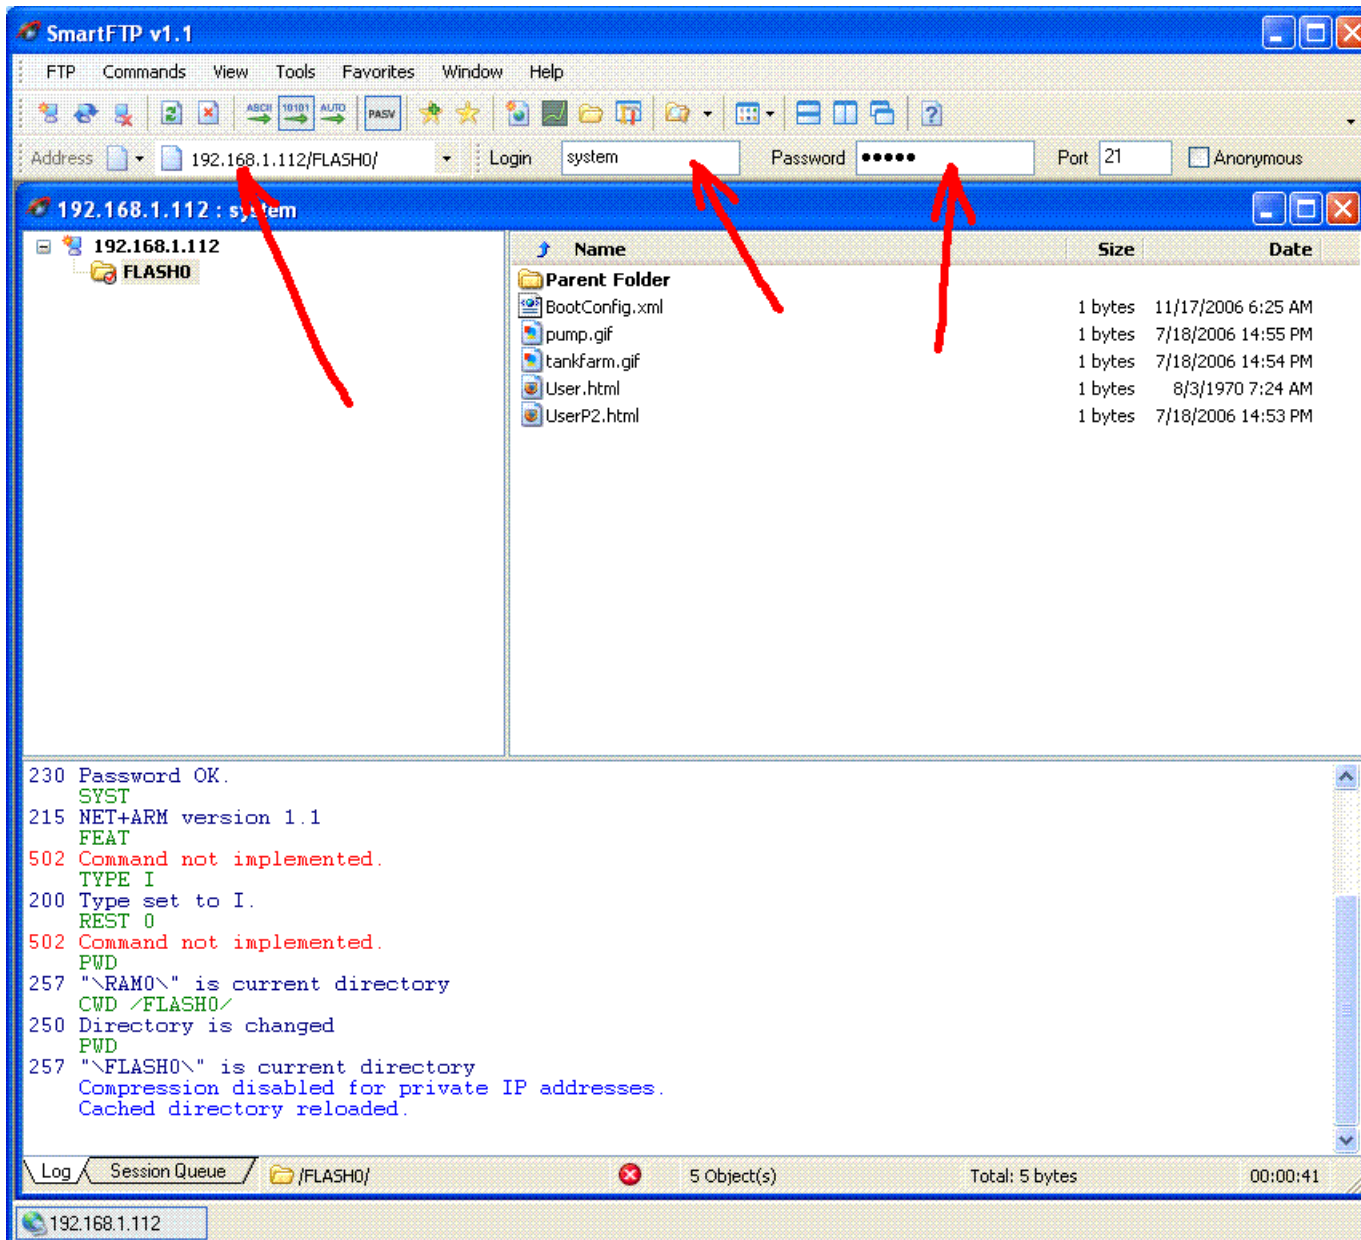 SmartFTP v1.1
FTP Commands View Tools Favorites Window Help
ASCII 10101 AUTO PASV
Address 192.168.1.112/FLASH0/ Login system Password ●●●●● Port 21 Anonymous
192.168.1.112 : system
192.168.1.112
FLASH0
Name Size Date
Parent Folder
BootConfig.xml 1 bytes 11/17/2006 6:25 AM
pump.gif 1 bytes 7/18/2006 14:55 PM
tankfarm.gif 1 bytes 7/18/2006 14:54 PM
User.html 1 bytes 8/3/1970 7:24 AM
UserP2.html 1 bytes 7/18/2006 14:53 PM
230 Password OK.
SYST
215 NET+ARM version 1.1
FEAT
502 Command not implemented.
TYPE I
200 Type set to I.
REST 0
502 Command not implemented.
PWD
257 "\RAM0\" is current directory
CWD /FLASH0/
250 Directory is changed
PWD
257 "\FLASH0\" is current directory
Compression disabled for private IP addresses.
Cached directory reloaded.
Log Session Queue /FLASH0/ 5 Object(s) Total: 5 bytes 00:00:41
192.168.1.112